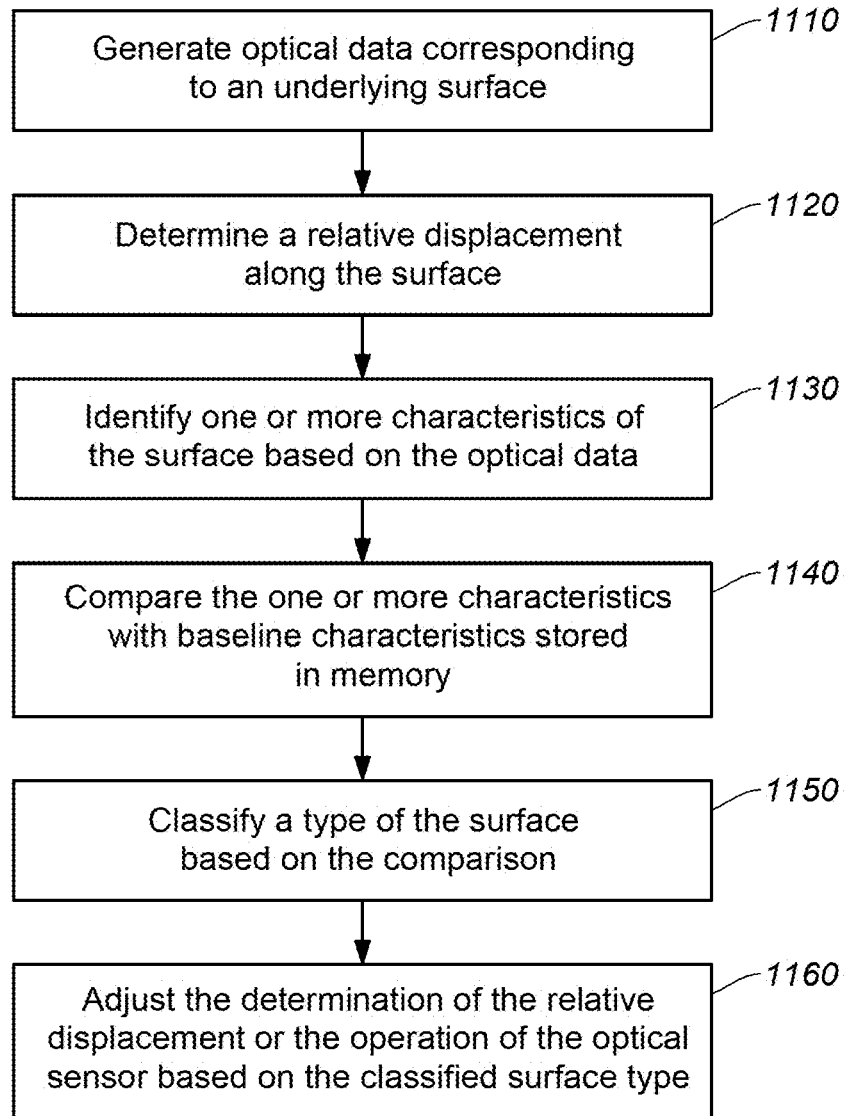 1110
Generate optical data corresponding
to an underlying surface
1120
Determine a relative displacement
along the surface
1130
Identify one or more characteristics of
the surface based on the optical data
1140
Compare the one or more characteristics
with baseline characteristics stored
in memory
1150
Classify a type of the surface
based on the comparison
1160
Adjust the determination of the relative
displacement or the operation of the optical
sensor based on the classified surface type